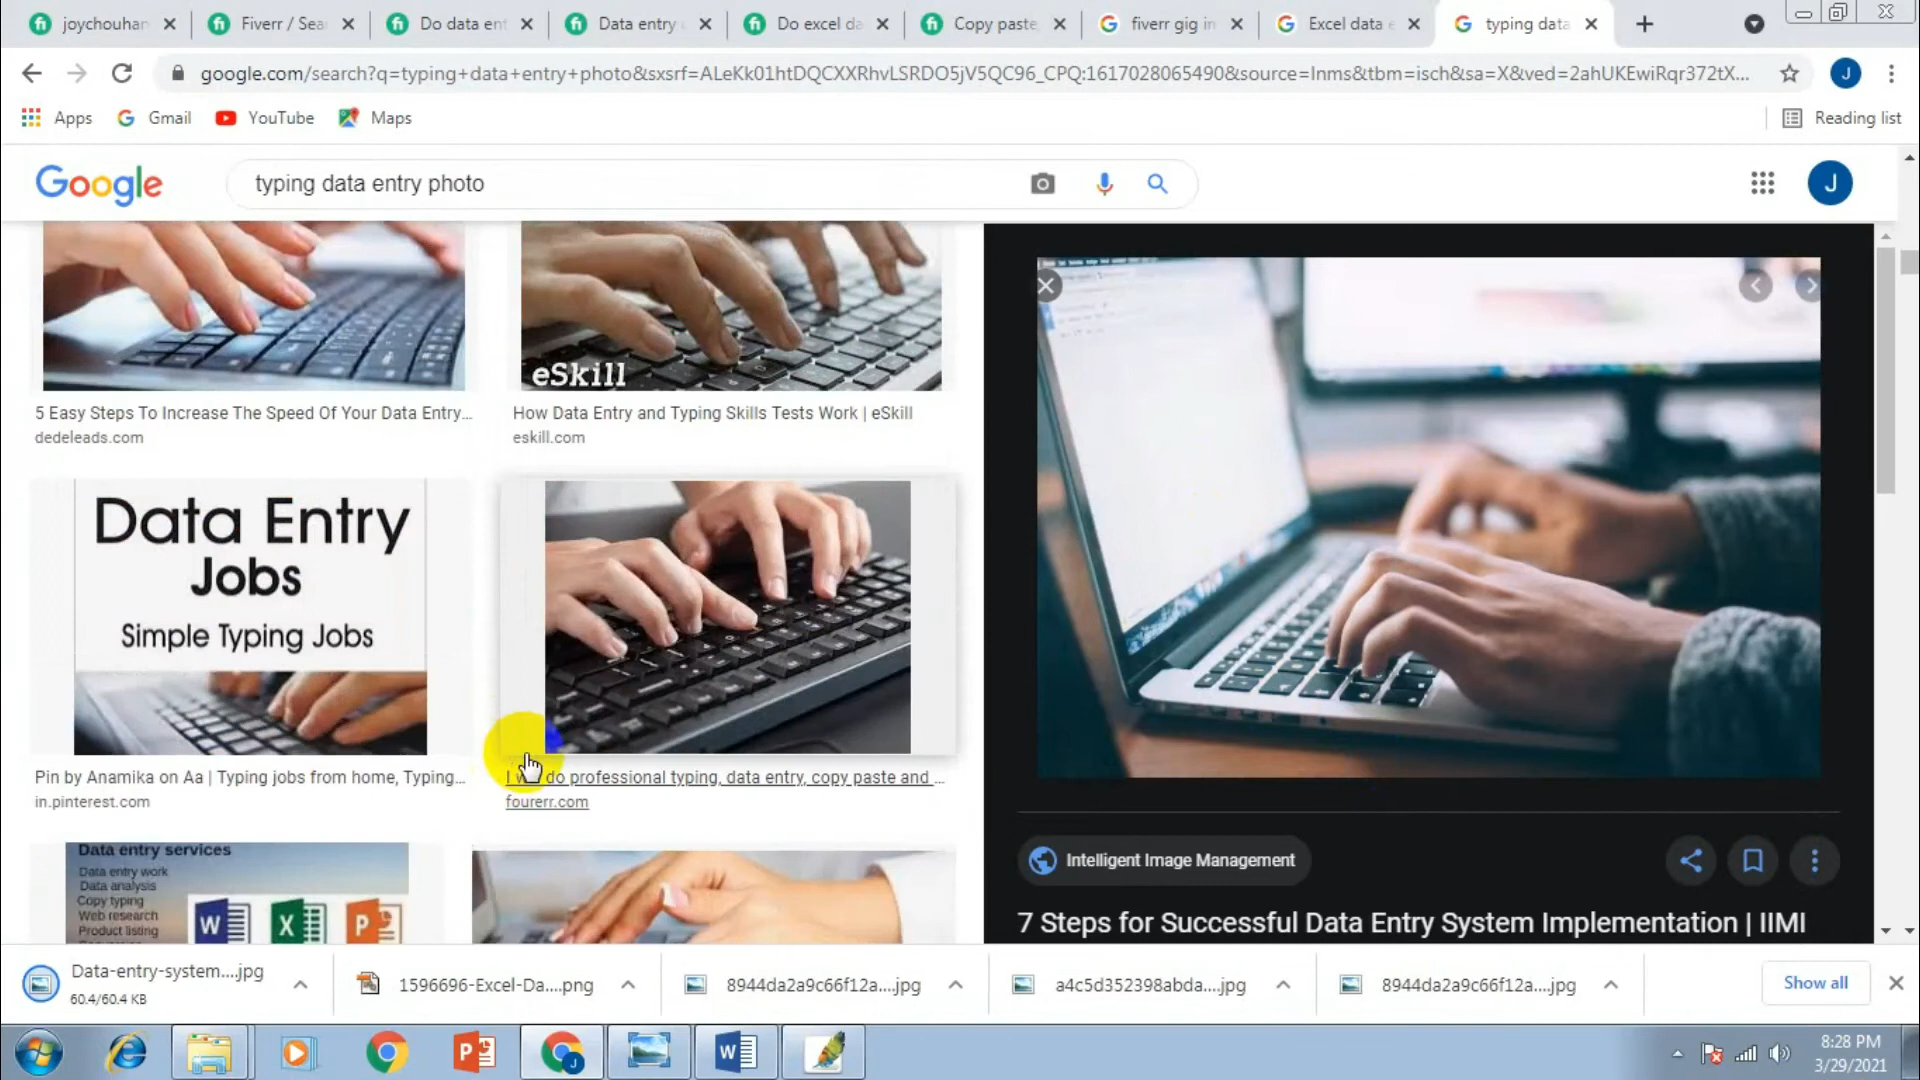 joychouhan
Fiverr / Sea
Do data ent
Data entry
Do excel da
Copy paste
fiverr gig in
Excel data e
typing data
google.com/search?q=typing+data+entry+photo&sxsrf=ALeKk01htDQCXXRhvLSRDO5jV5QC96_CPQ:1617028065490&source=lnms&tbm=isch&sa=X&ved=2ahUKEwiRqr372tX...
J
Apps
Gmail
YouTube
Maps
Reading list
Google
typing data entry photo
J
eSkill
5 Easy Steps To Increase The Speed Of Your Data Entry...
How Data Entry and Typing Skills Tests Work | eSkill
dedeleads.com
eskill.com
Data Entry
Jobs
Simple Typing Jobs
Pin by Anamika on Aa | Typing jobs from home, Typing...
in.pinterest.com
I will do professional typing, data entry, copy paste and ...
fourerr.com
Data entry services
Data entry work
Data analysis
Copy typing
Web research
Product listing
W
X
P
Intelligent Image Management
7 Steps for Successful Data Entry System Implementation | IIMI
Data-entry-system....jpg
60.4/60.4 KB
1596696-Excel-Da....png
8944da2a9c66f12a....jpg
a4c5d352398abda....jpg
8944da2a9c66f12a....jpg
Show all
P
J
W
8:28 PM
3/29/2021